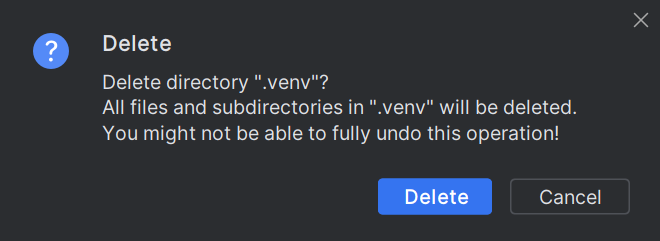 Delete
Delete directory ".venv"?
All files and subdirectories in ".venv" will be deleted.
You might not be able to fully undo this operation!
Delete
Cancel